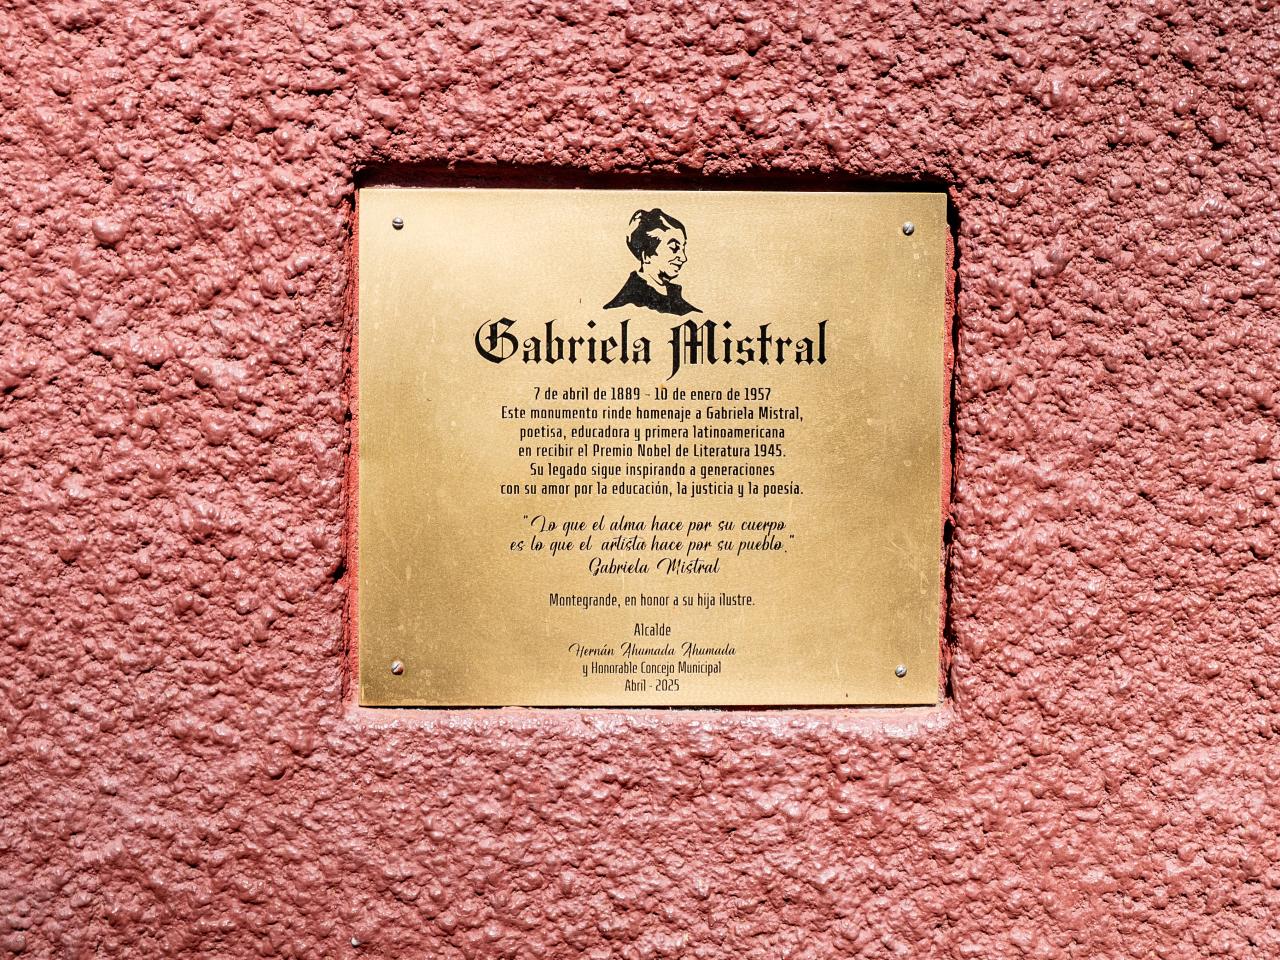 Gabriela Mistral
7 de abril de 1889 - 10 de enero de 1957
Este monumento rinde homenaje a Gabriela Mistral,
poetisa, educadora y primera latinoamericana
en recibir el Premio Nobel de Literatura 1945.
Su legado sigue inspirando a generaciones
con su amor por la educación, la justicia y la poesía.
"Lo que el alma hace por su cuerpo
es lo que el artista hace por su pueblo."
Gabriela Mistral
Montegrande, en honor a su hija ilustre.
Alcalde
Hernán Ahumada Ahumada
y Honorable Concejo Municipal
Abril - 2025